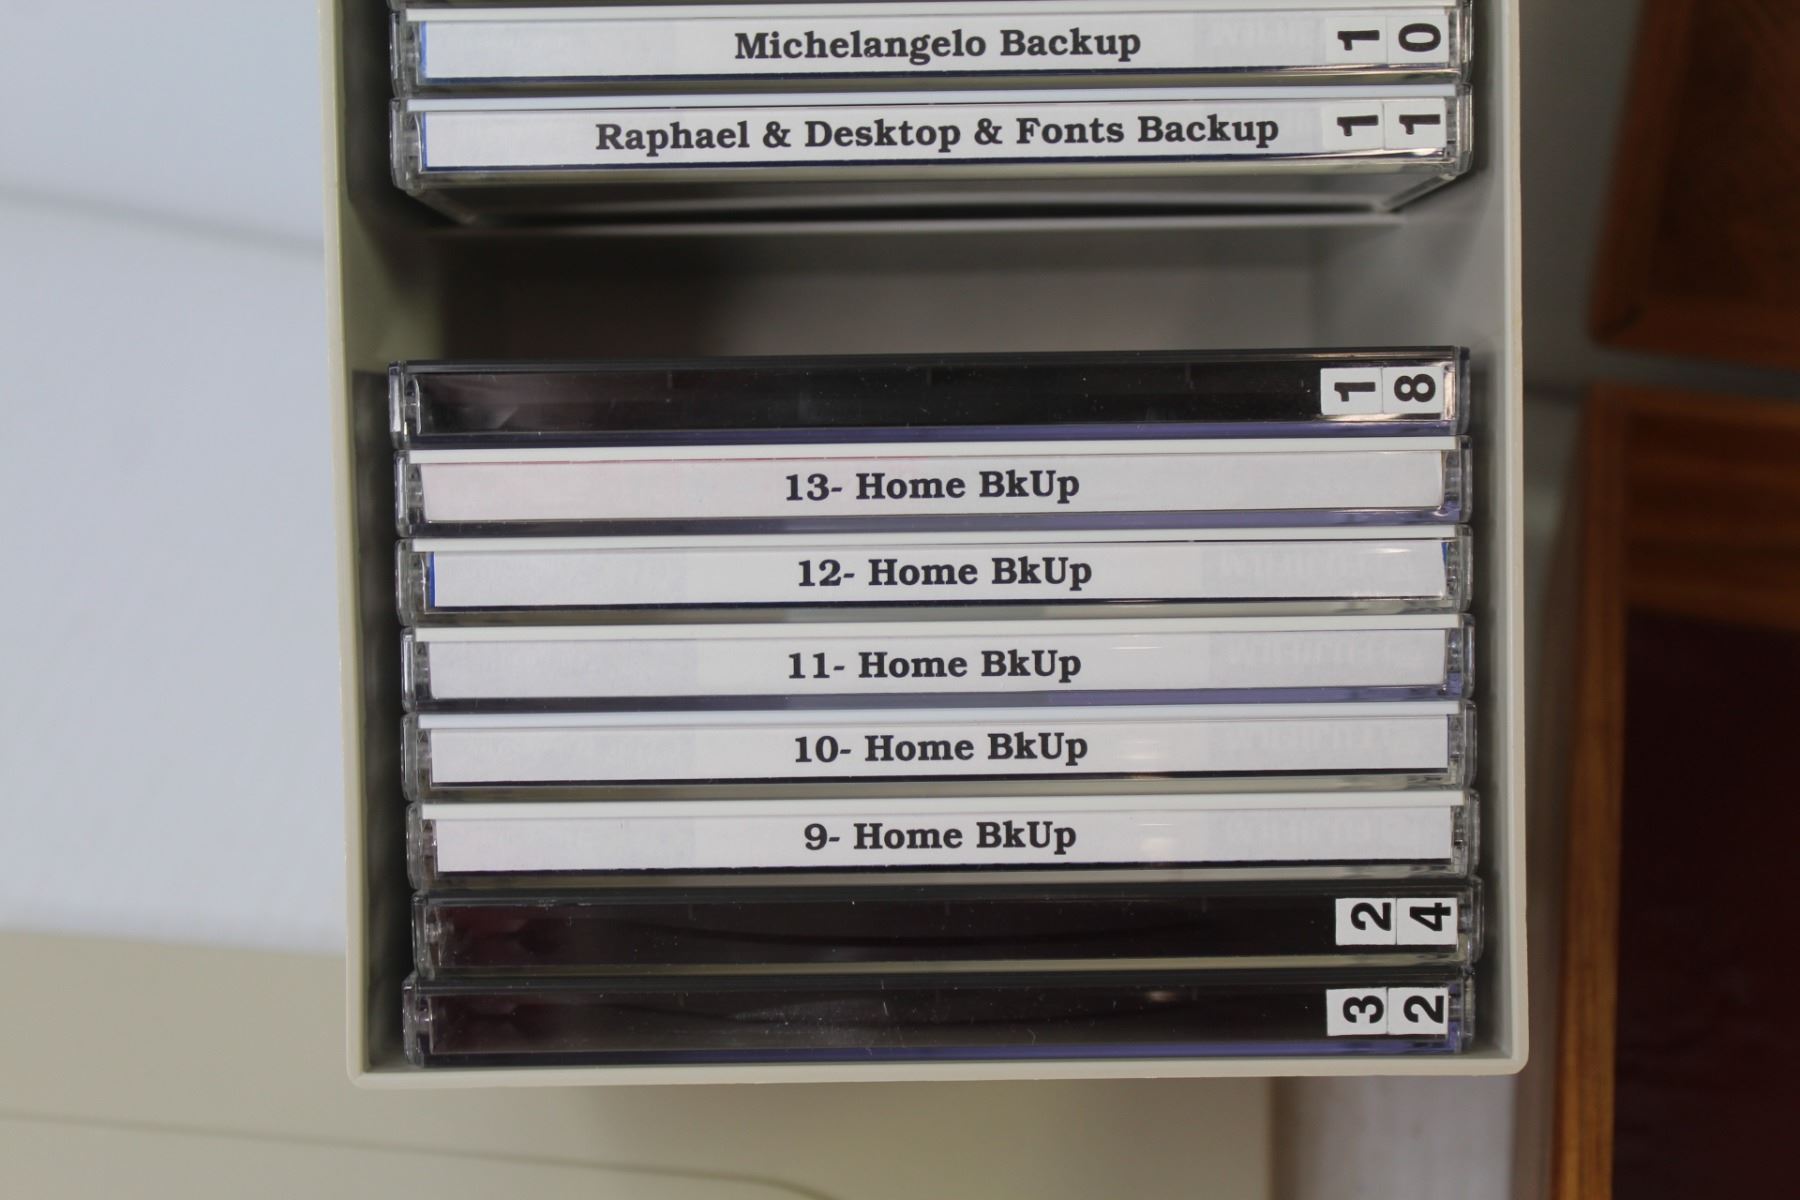 Michelangelo Backup 10
Raphael & Desktop & Fonts Backup 11
18
13- Home BkUp
12- Home BkUp
11- Home BkUp
10- Home BkUp
9- Home BkUp
24
32